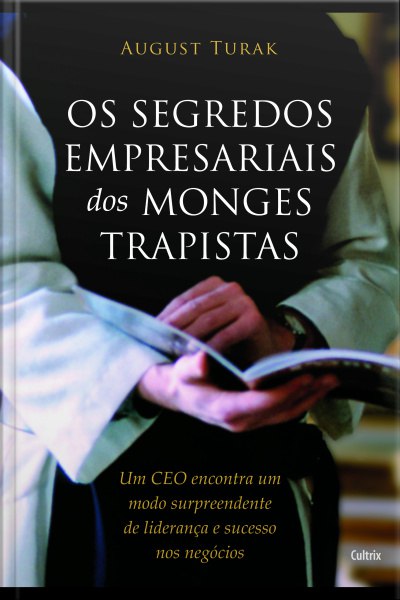 AUGUST TURAK
OS SEGREDOS
EMPRESARIAIS
dos MONGES
TRAPISTAS
Um CEO encontra um
modo surpreendente
de liderança e sucesso
nos negócios
Cultrix